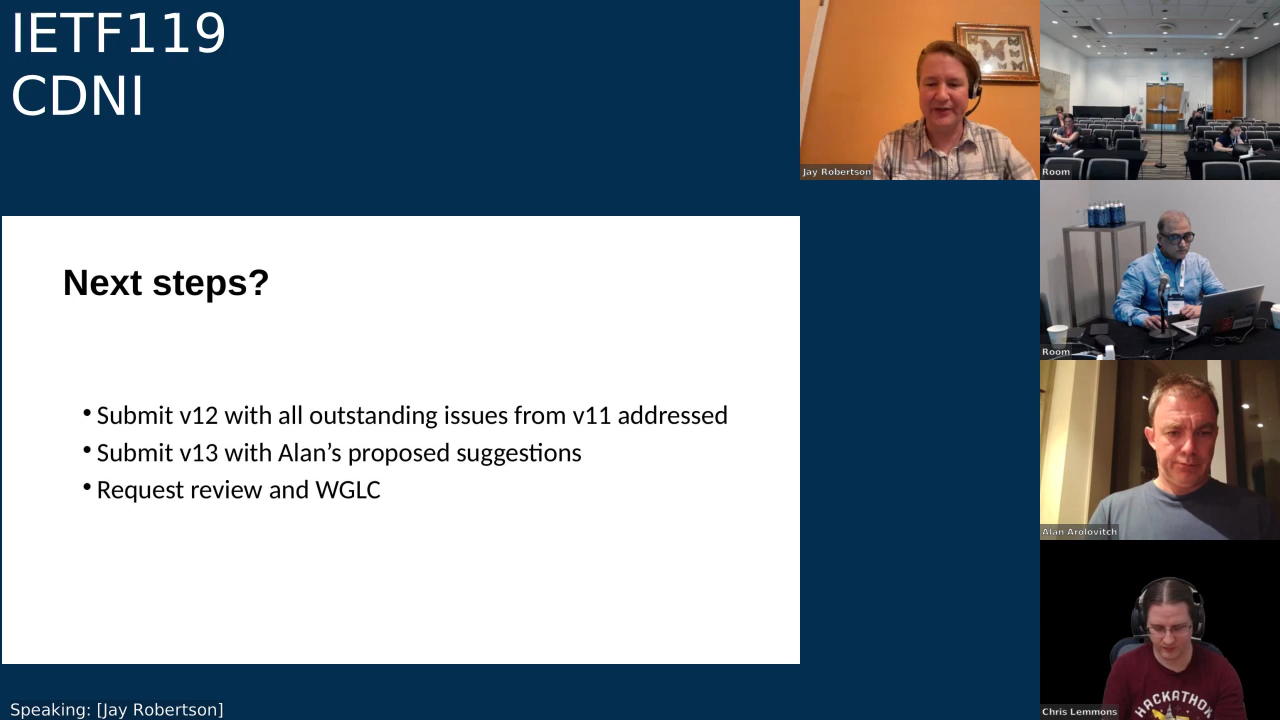 IETF119
CDNI
Jay Robertson
Room
Next steps?
Room
• Submit v12 with all outstanding issues from v11 addressed
• Submit v13 with Alan’s proposed suggestions
• Request review and WGLC
Alan Arolovitch
HACKATHON
Chris Lemmons
Speaking: [Jay Robertson]